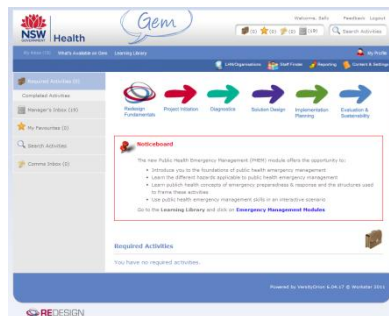 Gem
Welcome, Sally Feedback Logout
NSW
GOVERNMENT
Health
(0) (0) (0) (19) Search Activities
My Inbox (19) What's Available on Gem Learning Library
My Profile
LHN/Organisations Staff Finder Reporting Content & Settings
Required Activities (0)
Completed Activities
Manager's Inbox (19)
My Favourites (0)
Search Activities
Comms Inbox (0)
Redesign Fundamentals
Project Initiation
Diagnostics
Solution Design
Implementation Planning
Evaluation & Sustainability
Noticeboard
The new Public Health Emergency Management (PHEM) module offers the opportunity to:
Introduce you to the foundations of public health emergency management
Learn the different hazards applicable to public health emergency management
Learn publich health concepts of emergency preparedness & response and the structures used
to frame these activities
Use public health emergency management skills in an interactive scenario
Go to the Learning Library and click on Emergency Management Modules
Required Activities
You have no required activities.
REDESIGN